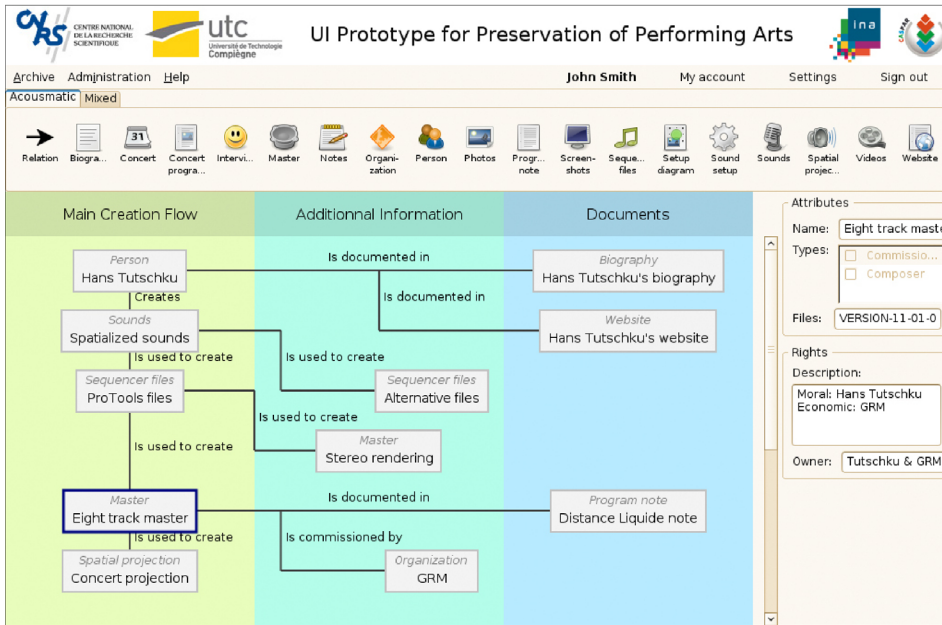 CNRS
CENTRE NATIONAL
DE LA RECHERCHE
SCIENTIFIQUE
utc
Université de Technologie
Compiègne
UI Prototype for Preservation of Performing Arts
ina
CASPAR
Archive Administration Help
John Smith My account Settings Sign out
Acousmatic Mixed
31
Relation Biogra... Concert Concert progra... Intervi... Master Notes Organi-zation Person Photos Progr... note Screen-shots Seque... files Setup diagram Sound setup Sounds Spatial projec... Videos Website
Main Creation Flow Additionnal Information Documents
Person
Hans Tutschku
Is documented in
Biography
Hans Tutschku's biography
Creates
Is documented in
Sounds
Spatialized sounds
Website
Hans Tutschku's website
Is used to create
Is used to create
Sequencer files
ProTools files
Sequencer files
Alternative files
Is used to create
Master
Stereo rendering
Is used to create
Master
Eight track master
Is documented in
Program note
Distance Liquide note
Is used to create
Is commissioned by
Spatial projection
Concert projection
Organization
GRM
Attributes
Name: Eight track maste
Types: Commissio...
Composer
Files: VERSION-11-01-0
Rights
Description:
Moral: Hans Tutschku
Economic: GRM
Owner: Tutschku & GRM